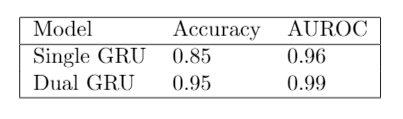 Model Accuracy AUROC
Single GRU 0.85 0.96
Dual GRU 0.95 0.99